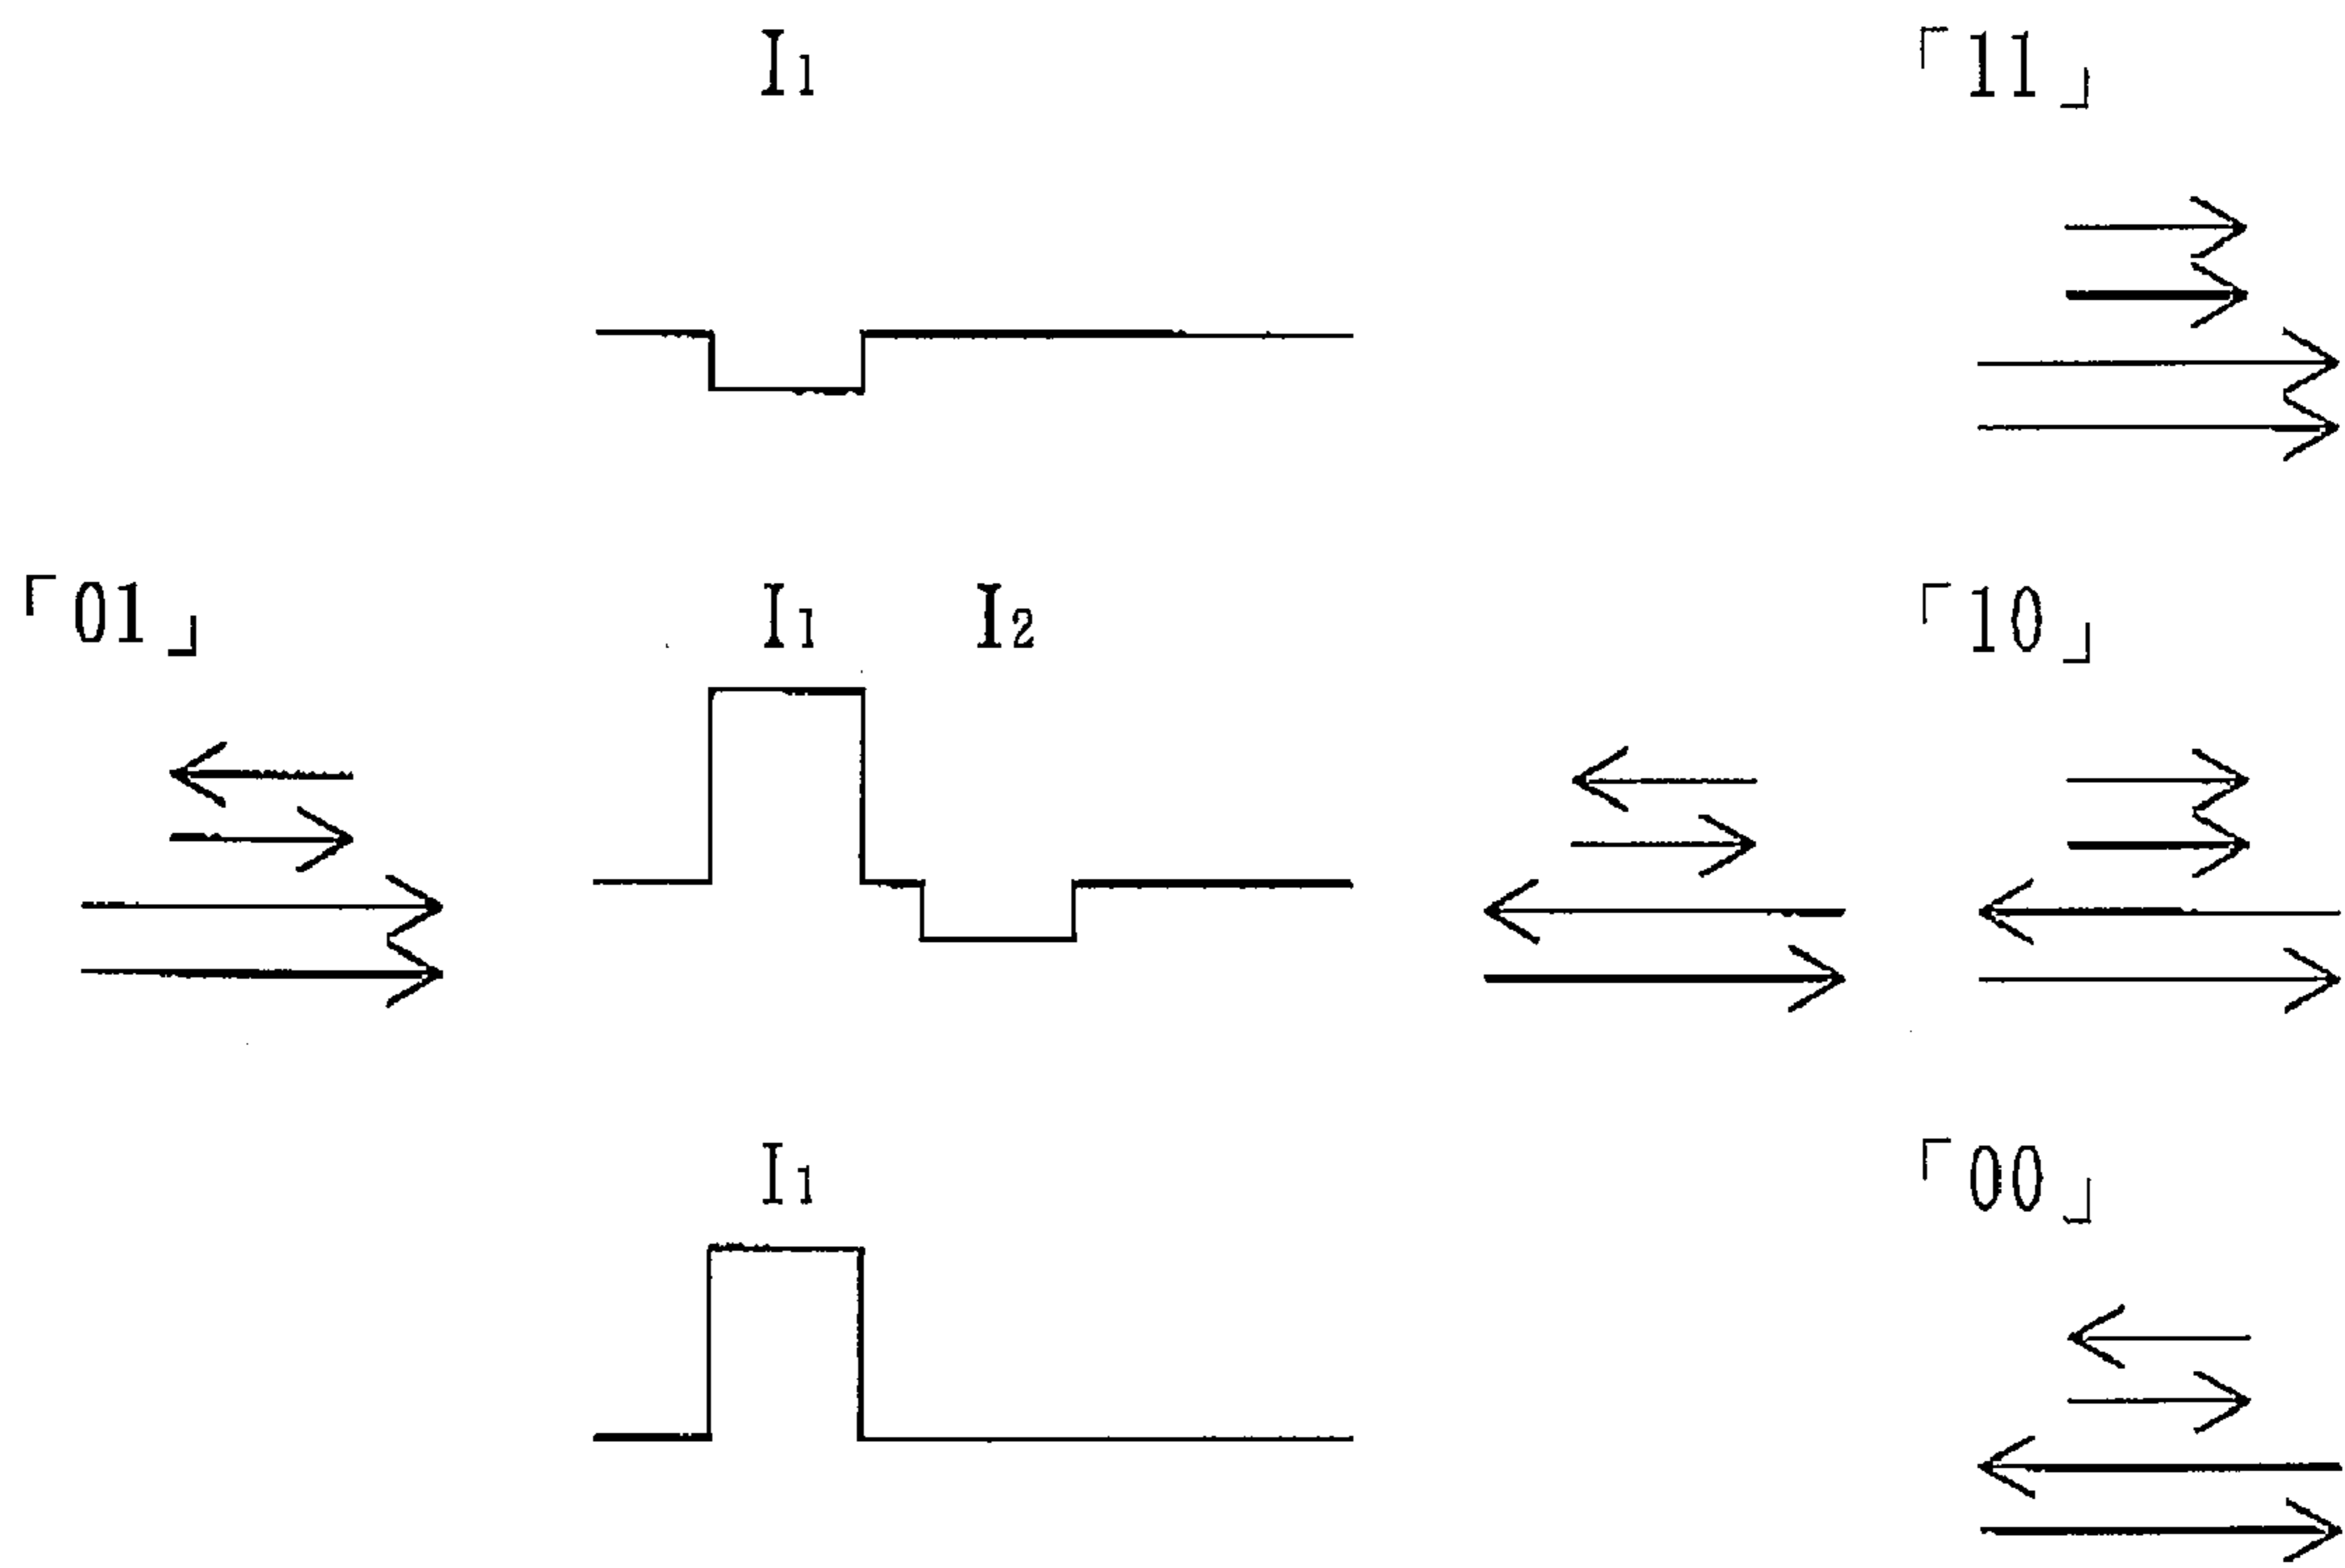 I₁
「11」
「01」
I₁
I₂
「10」
I₁
「00」